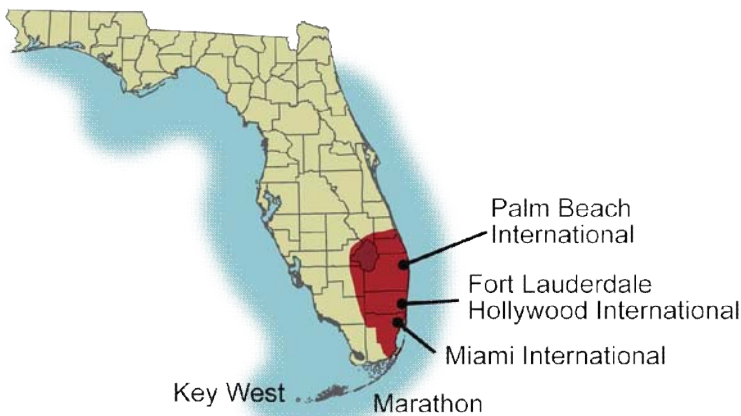 Palm Beach
International
Fort Lauderdale
Hollywood International
Miami International
Key West
Marathon